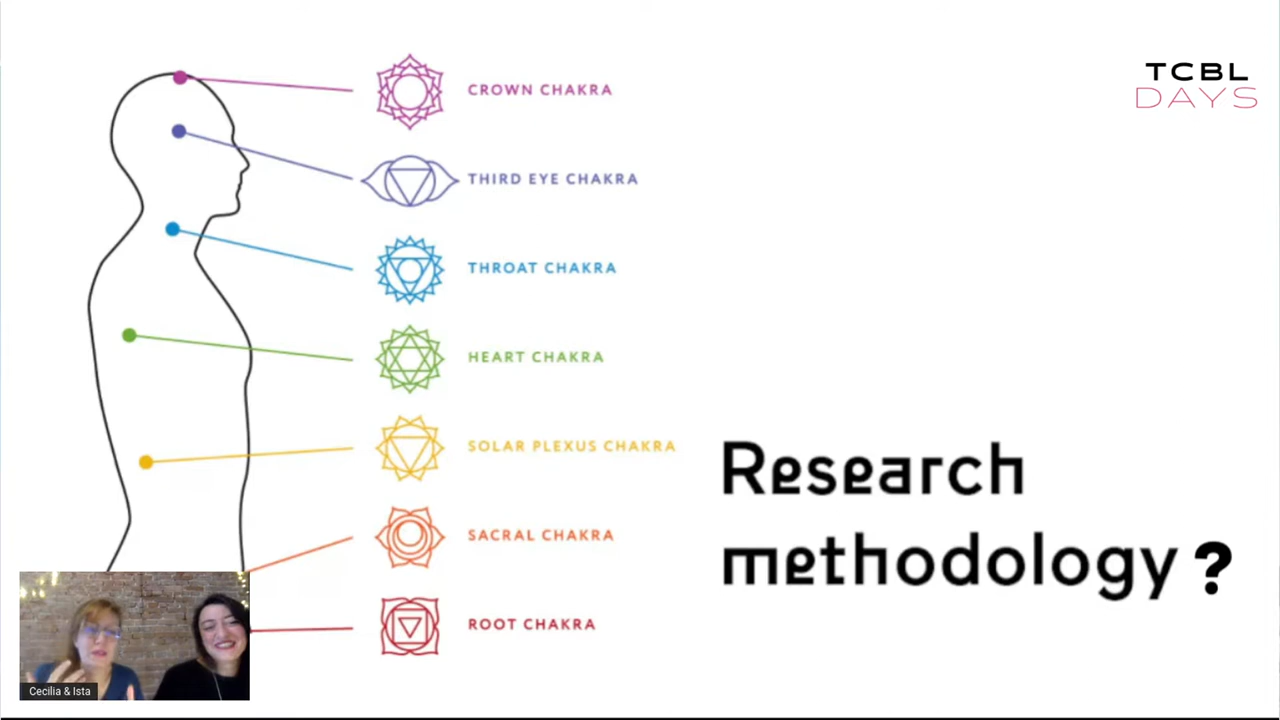 TCBL
DAYS
CROWN CHAKRA
THIRD EYE CHAKRA
THROAT CHAKRA
HEART CHAKRA
SOLAR PLEXUS CHAKRA
SACRAL CHAKRA
ROOT CHAKRA
Research
methodology ?
Cecilia & Ista